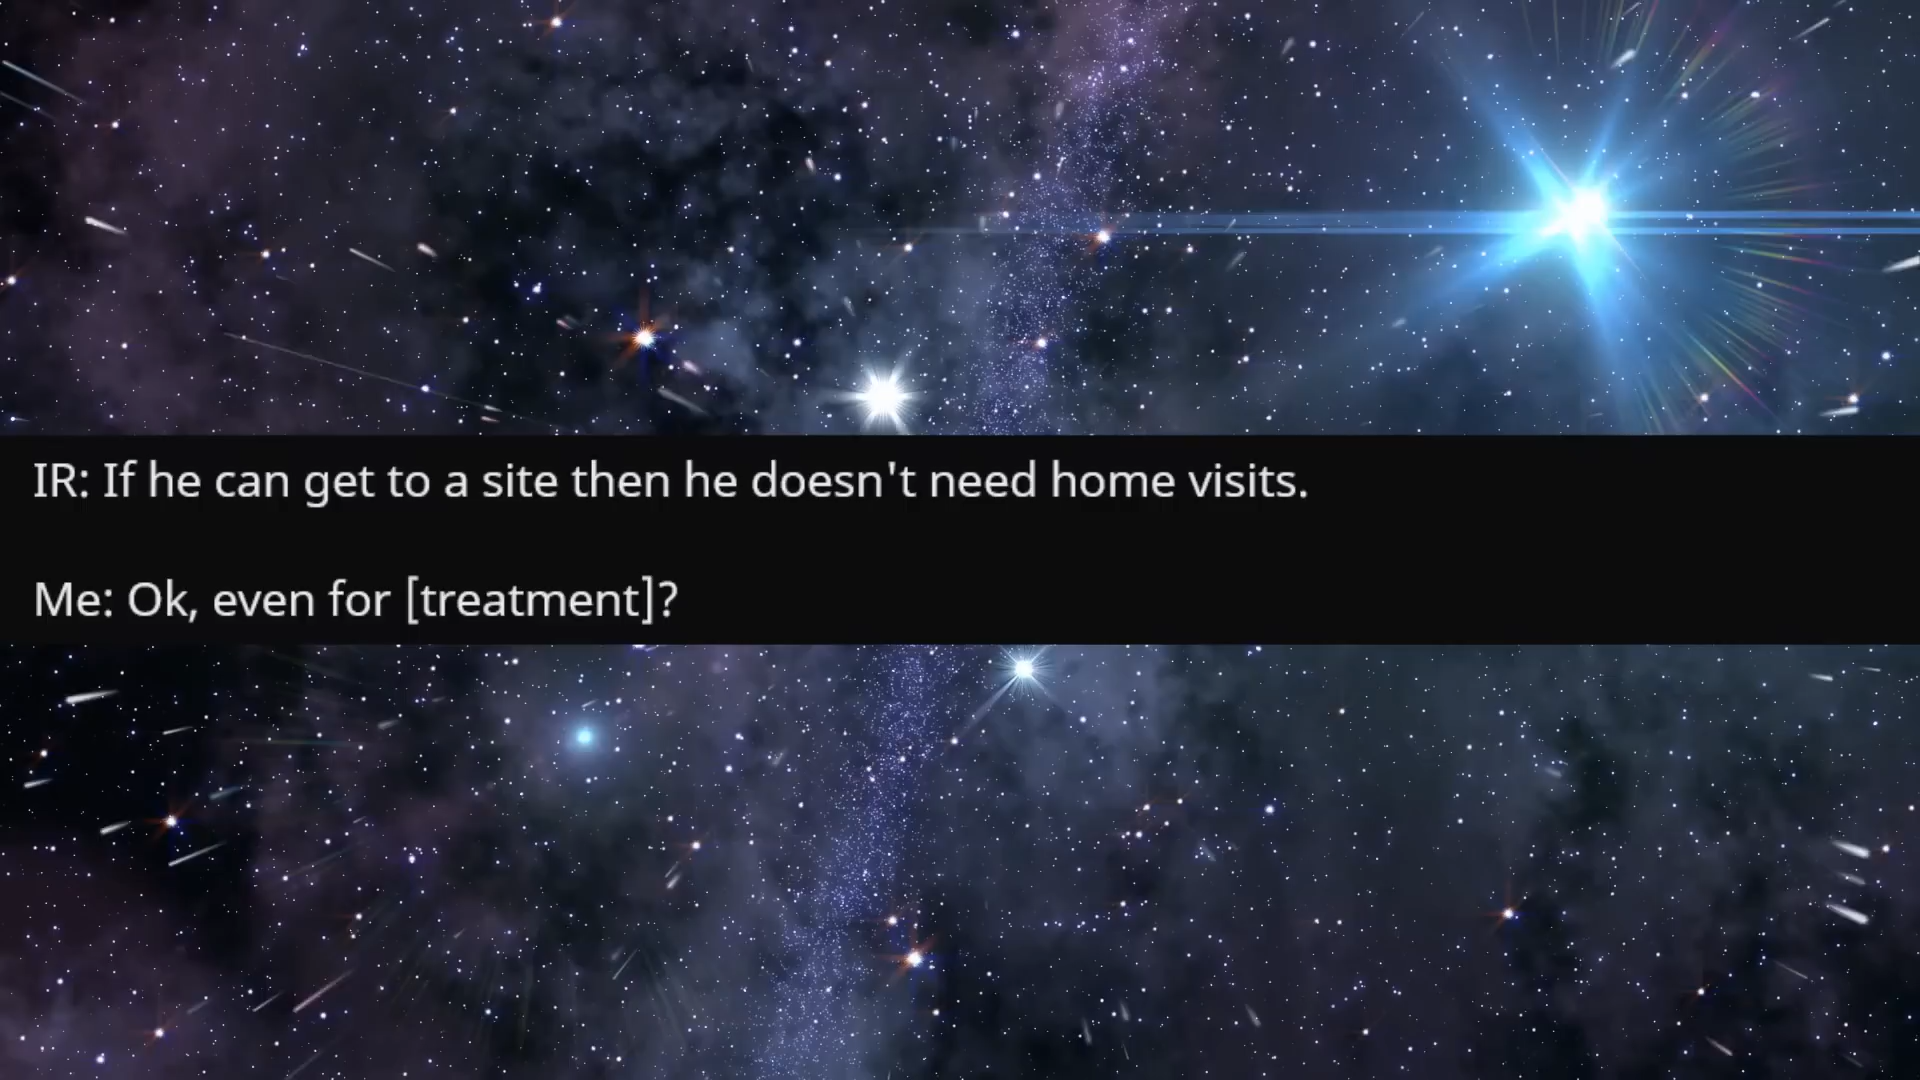 IR: If he can get to a site then he doesn't need home visits.
Me: Ok, even for [treatment]?